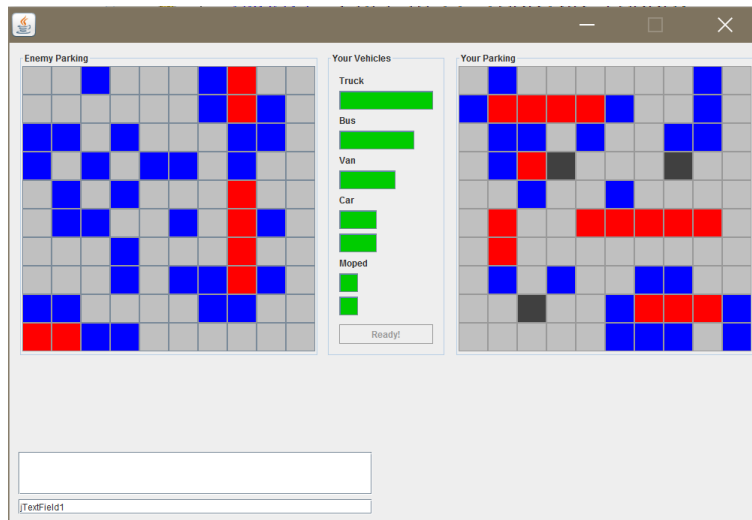 Enemy Parking
Your Vehicles
Your Parking
Truck
Bus
Van
Car
Moped
Ready!
jTextField1